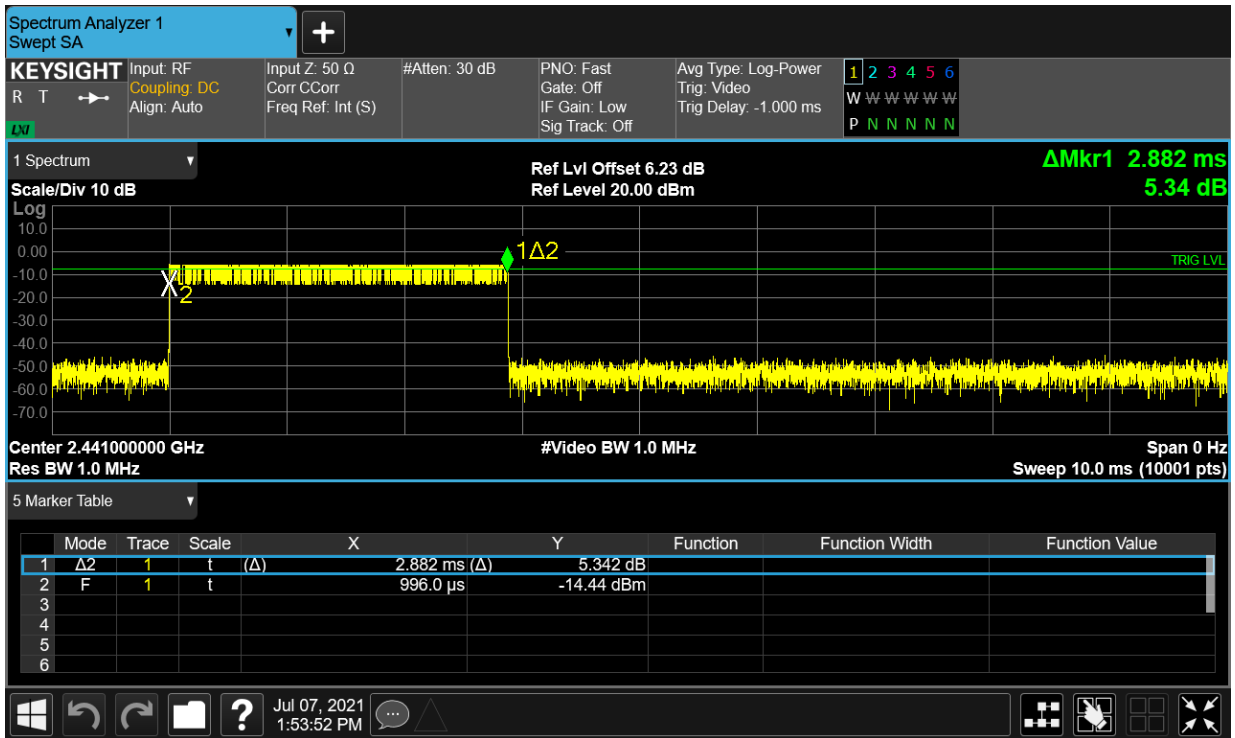 Spectrum Analyzer 1
Swept SA
KEYSIGHT
R T
LXI
Input: RF
Coupling: DC
Align: Auto
Input Z: 50 Ω
Corr CCorr
Freq Ref: Int (S)
#Atten: 30 dB
PNO: Fast
Gate: Off
IF Gain: Low
Sig Track: Off
Avg Type: Log-Power
Trig: Video
Trig Delay: -1.000 ms
1 2 3 4 5 6
W W W W W W
P N N N N N
1 Spectrum
Scale/Div 10 dB
Ref Lvl Offset 6.23 dB
Ref Level 20.00 dBm
ΔMkr1 2.882 ms
5.34 dB
Log
10.0
0.00
-10.0
-20.0
-30.0
-40.0
-50.0
-60.0
-70.0
1Δ2
2
TRIG LVL
Center 2.441000000 GHz
#Video BW 1.0 MHz
Span 0 Hz
Res BW 1.0 MHz
Sweep 10.0 ms (10001 pts)
5 Marker Table
Mode Trace Scale X Y Function Function Width Function Value
1 Δ2 1 t (Δ) 2.882 ms (Δ) 5.342 dB
2 F 1 t 996.0 µs -14.44 dBm
3
4
5
6
?
Jul 07, 2021
1:53:52 PM